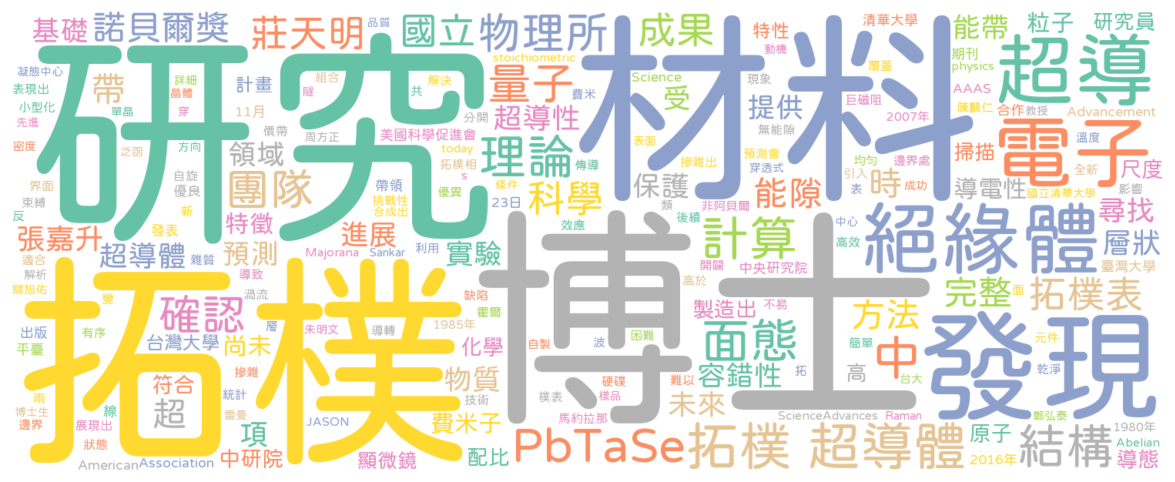 研究
材料
拓樸
博士
發現
超導
電子
絕緣體
基礎
諾貝爾獎
莊天明
國立
物理所
成果
特性
清華大學
能帶
粒子
研究員
凝態中心
詳細
品質
組合
解決
stoichiometric
Science
現象
動機
覆蓋
期刊
physics
表現出
帶
晶體
計畫
隧
共
量子
費米
受
提供
巨磁阻
AAAS
陳鵬仁
合作
教授
Advancement
小型化
單晶
穿
11月
分開
超導性
無能隙
2007年
先進
價帶
周方正
美國科學促進會
表面
掃描
溫度
密度
泛函
方向
領域
today
理論
傳導
摻雜出
預測會
均勻
邊界處
全新
尺度
界面
自旋
拓樸相
s
穿透式
引入
成功
影響
束縛
優良
團隊
帶領
挑戰性
優異
條件
科學
保護
能隙
表
時
導電性
國立清華大學
反
新
特徵
合成出
23日
類
非阿貝爾
尋找
發表
張嘉升
進展
效應
後續
計算
中心
高效
層狀
適合
超導體
雜質
預測
Majorana
Sankar
利用
實驗
開闢
中央研究院
臺灣大學
解析
關旭佑
導致
渦流
缺陷
高於
完整
面
拓樸表
變
確認
層
霍爾
製造出
不易
方法
出版
有序
朱明文
導轉
1985年
元件
平臺
台灣大學
尚未
化學
自製
波
困難
面態
簡單
中
乾淨
摻雜
物質
硬碟
難以
容錯性
拓
高
台大
兩
符合
統計
技術
樣品
博士生
線
超
雷曼
JASON
費米子
樸表
馬約拉那
未來
ScienceAdvances
Raman
鄭弘泰
1980年
邊界
展現出
狀態
項
中研院
顯微鏡
配比
PbTaSe
拓樸 超導體
原子
2016年
結構
Abelian
導態
American
Association